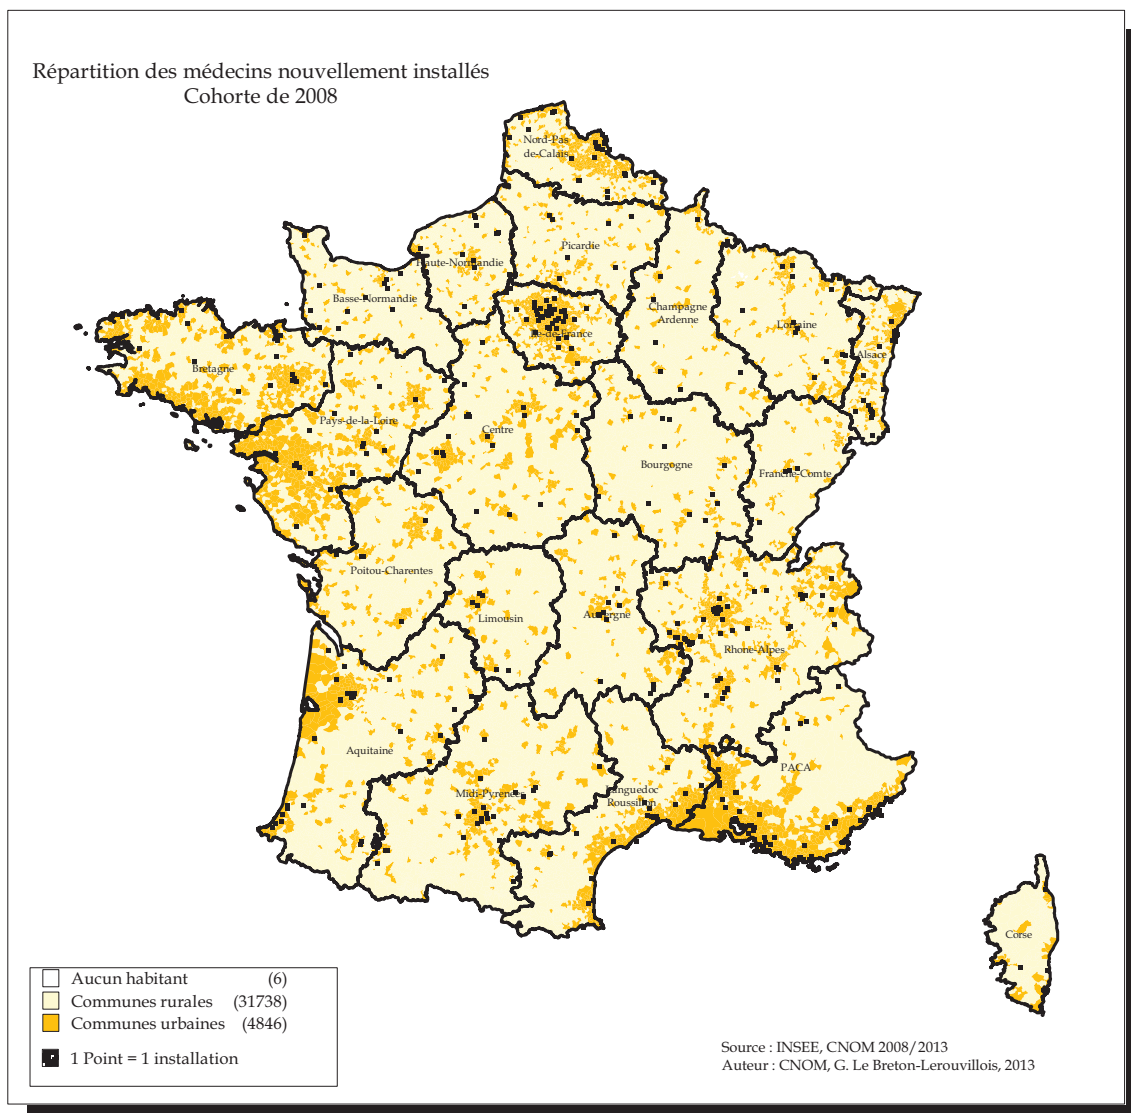 Répartition des médecins nouvellement installés
Cohorte de 2008
Nord-Pas
de-Calais
Picardie
Haute-Normandie
Basse-Normandie
Champagne
Ardenne
Lorraine
Ile-de-France
Alsace
Bretagne
Pays-de-la-Loire
Centre
Bourgogne
Franche-Comte
Poitou-Charentes
Limousin
Auvergne
Rhone-Alpes
Aquitaine
PACA
Midi-Pyrenees
Languedoc
Roussillon
Corse
Aucun habitant (6)
Communes rurales (31738)
Communes urbaines (4846)
1 Point = 1 installation
Source : INSEE, CNOM 2008/2013
Auteur : CNOM, G. Le Breton-Lerouvillois, 2013